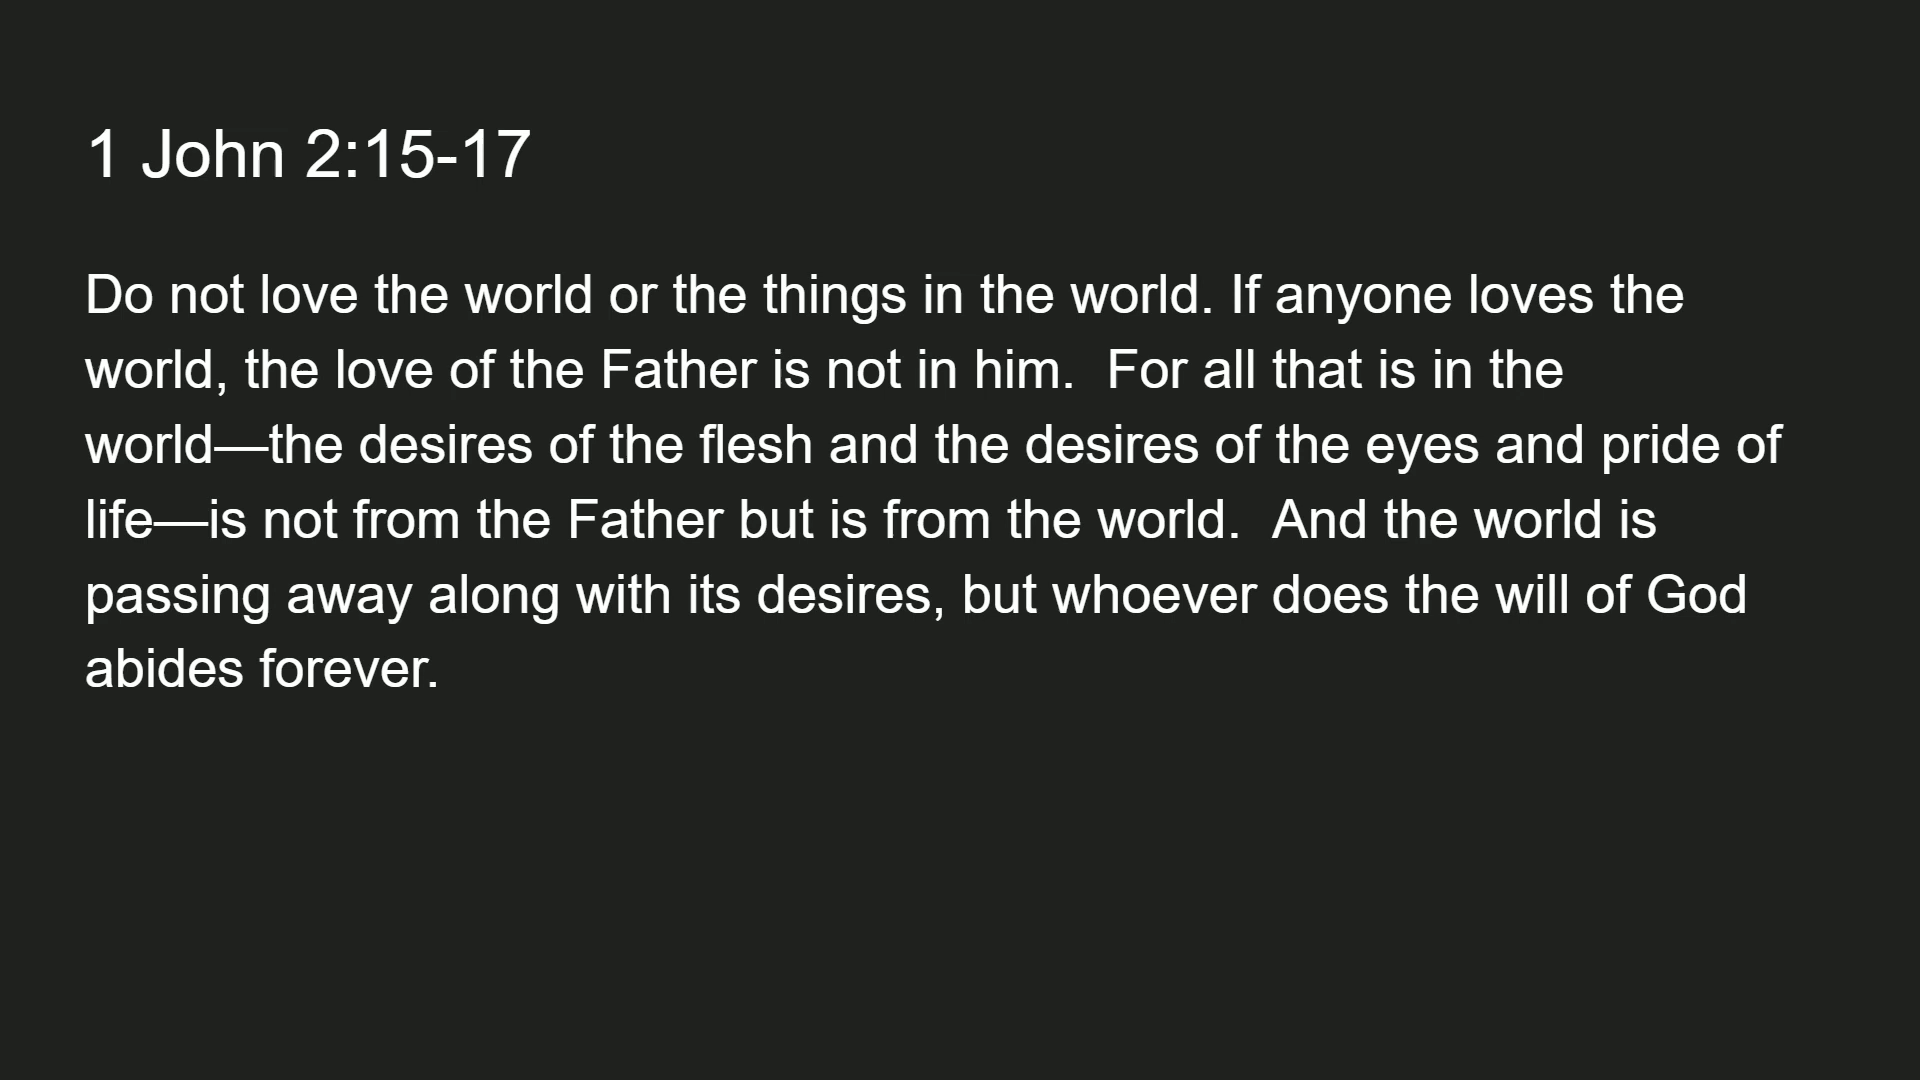 1 John 2:15-17
Do not love the world or the things in the world. If anyone loves the
world, the love of the Father is not in him.  For all that is in the
world—the desires of the flesh and the desires of the eyes and pride of
life—is not from the Father but is from the world.  And the world is
passing away along with its desires, but whoever does the will of God
abides forever.